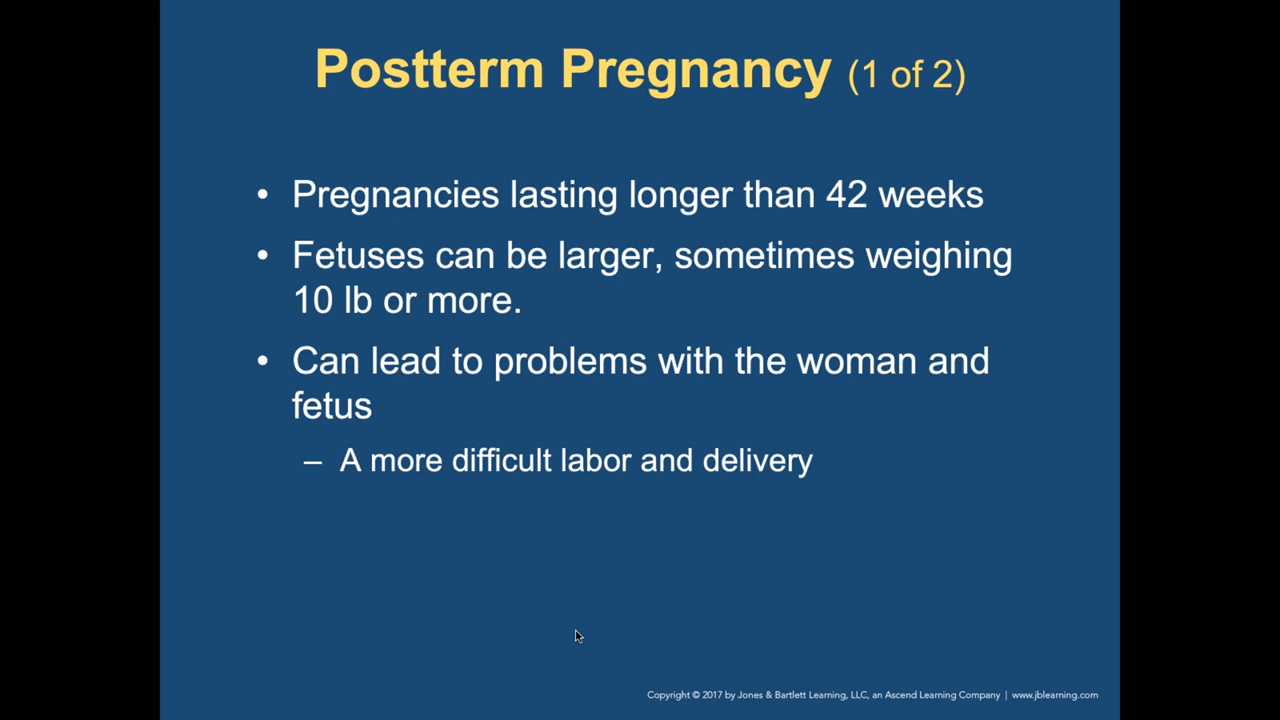 Postterm Pregnancy (1 of 2)
• Pregnancies lasting longer than 42 weeks
• Fetuses can be larger, sometimes weighing
10 lb or more.
• Can lead to problems with the woman and
fetus
– A more difficult labor and delivery
Copyright © 2017 by Jones & Bartlett Learning, LLC, an Ascend Learning Company | www.jblearning.com